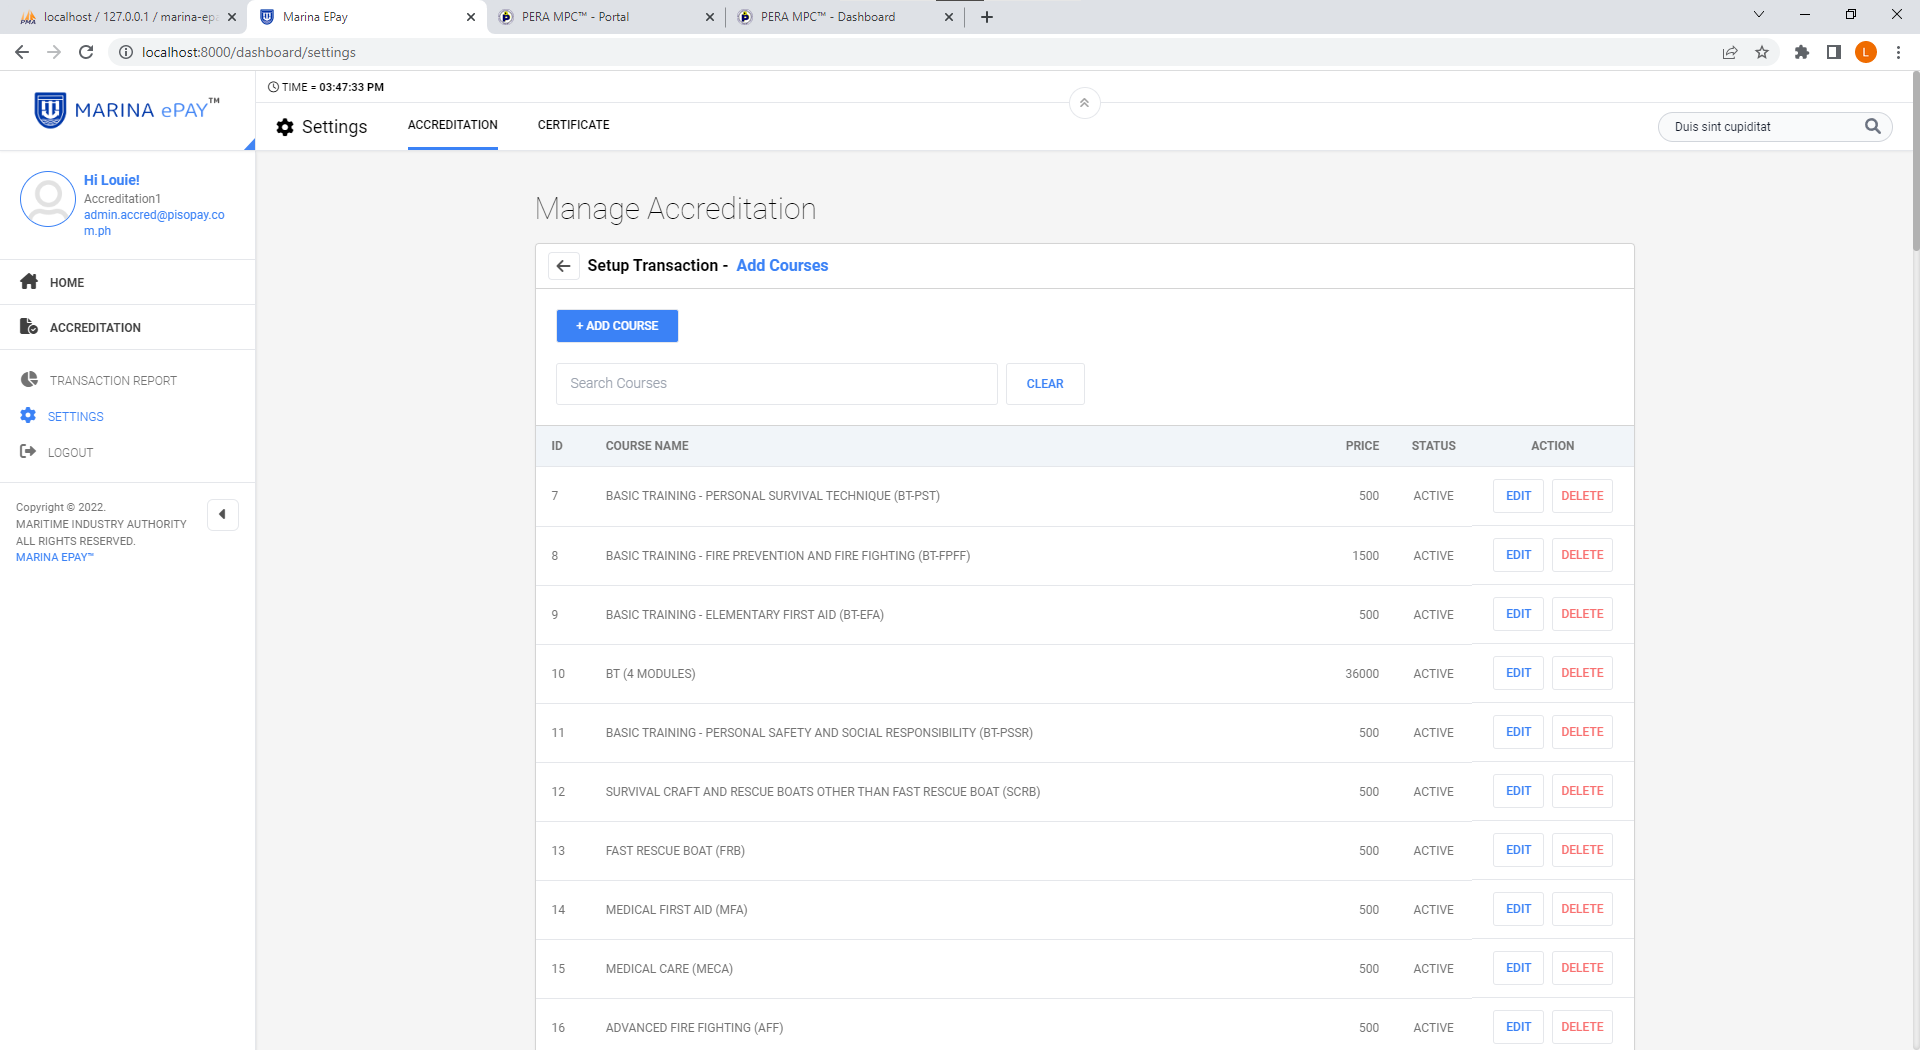 localhost / 127.0.0.1 / marina-epa
Marina EPay
PERA MPC™ - Portal
PERA MPC™ - Dashboard
localhost:8000/dashboard/settings
L
MARINA ePAY™
TIME = 03:47:33 PM
Settings
ACCREDITATION
CERTIFICATE
Duis sint cupiditat
Hi Louie!
Accreditation1
admin.accred@pisopay.co
m.ph
HOME
ACCREDITATION
TRANSACTION REPORT
SETTINGS
LOGOUT
Copyright © 2022.
MARITIME INDUSTRY AUTHORITY
ALL RIGHTS RESERVED.
MARINA EPAY™
Manage Accreditation
Setup Transaction - Add Courses
+ ADD COURSE
Search Courses
CLEAR
ID COURSE NAME PRICE STATUS ACTION
7 BASIC TRAINING - PERSONAL SURVIVAL TECHNIQUE (BT-PST) 500 ACTIVE EDIT DELETE
8 BASIC TRAINING - FIRE PREVENTION AND FIRE FIGHTING (BT-FPFF) 1500 ACTIVE EDIT DELETE
9 BASIC TRAINING - ELEMENTARY FIRST AID (BT-EFA) 500 ACTIVE EDIT DELETE
10 BT (4 MODULES) 36000 ACTIVE EDIT DELETE
11 BASIC TRAINING - PERSONAL SAFETY AND SOCIAL RESPONSIBILITY (BT-PSSR) 500 ACTIVE EDIT DELETE
12 SURVIVAL CRAFT AND RESCUE BOATS OTHER THAN FAST RESCUE BOAT (SCRB) 500 ACTIVE EDIT DELETE
13 FAST RESCUE BOAT (FRB) 500 ACTIVE EDIT DELETE
14 MEDICAL FIRST AID (MFA) 500 ACTIVE EDIT DELETE
15 MEDICAL CARE (MECA) 500 ACTIVE EDIT DELETE
16 ADVANCED FIRE FIGHTING (AFF) 500 ACTIVE EDIT DELETE